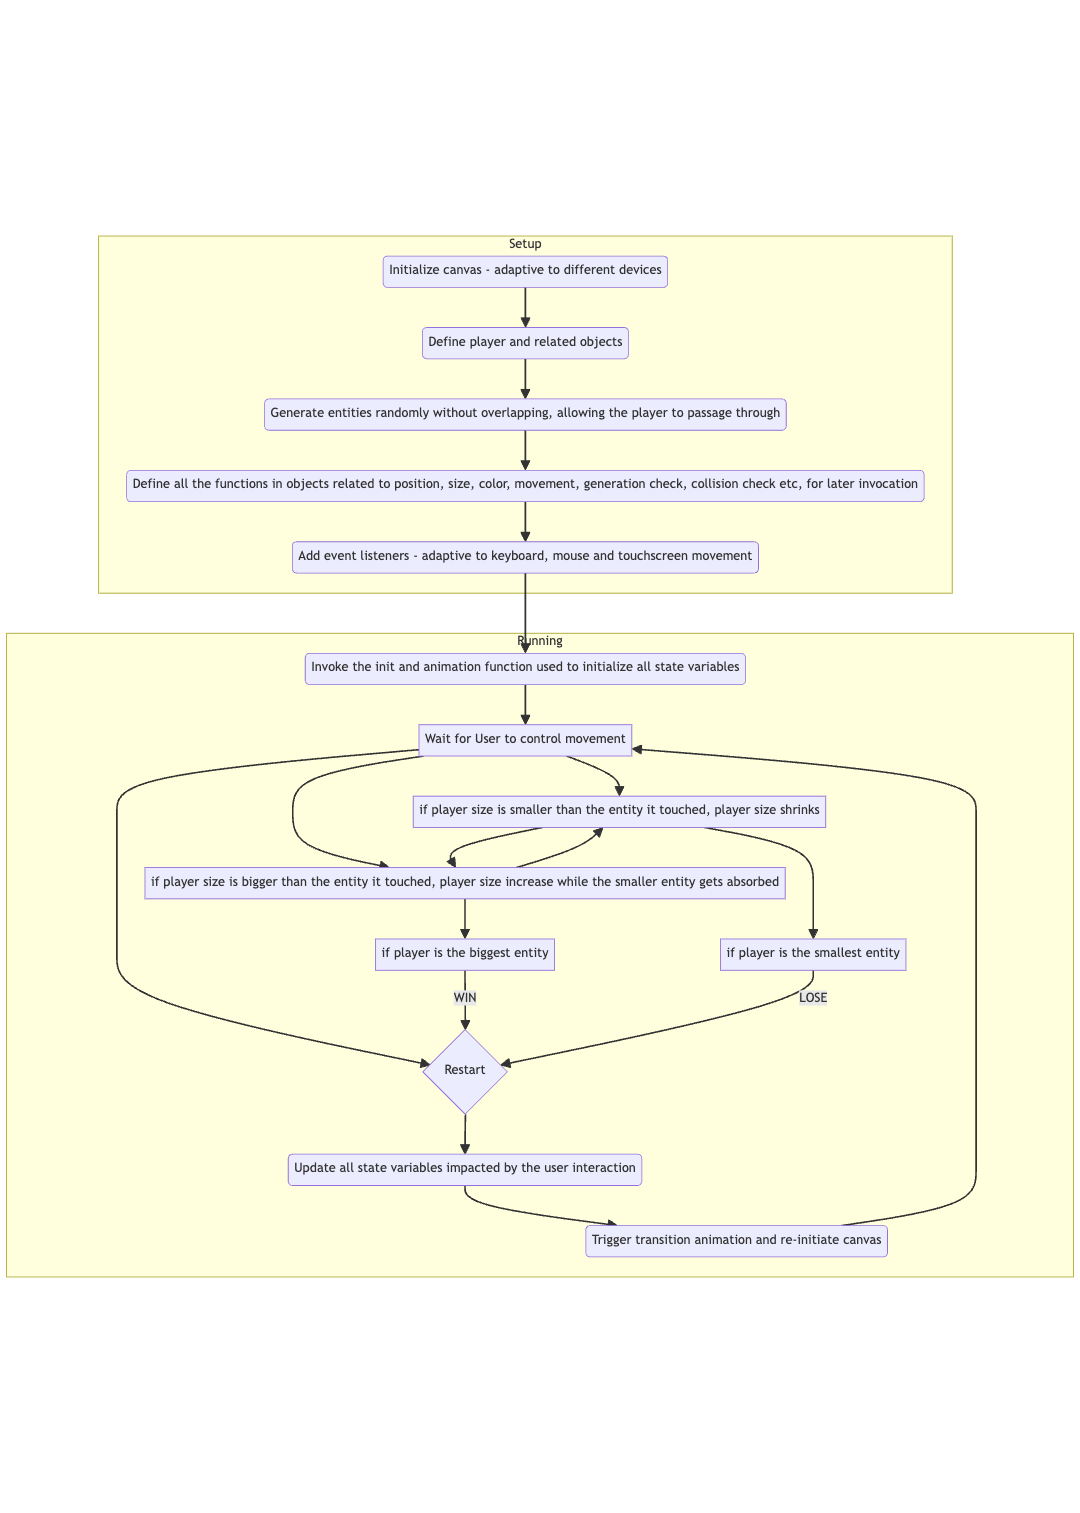 Setup
Initialize canvas - adaptive to different devices
Define player and related objects
Generate entities randomly without overlapping, allowing the player to passage through
Define all the functions in objects related to position, size, color, movement, generation check, collision check etc, for later invocation
Add event listeners - adaptive to keyboard, mouse and touchscreen movement
Running
Invoke the init and animation function used to initialize all state variables
Wait for User to control movement
if player size is smaller than the entity it touched, player size shrinks
if player size is bigger than the entity it touched, player size increase while the smaller entity gets absorbed
if player is the biggest entity
if player is the smallest entity
WIN
LOSE
Restart
Update all state variables impacted by the user interaction
Trigger transition animation and re-initiate canvas